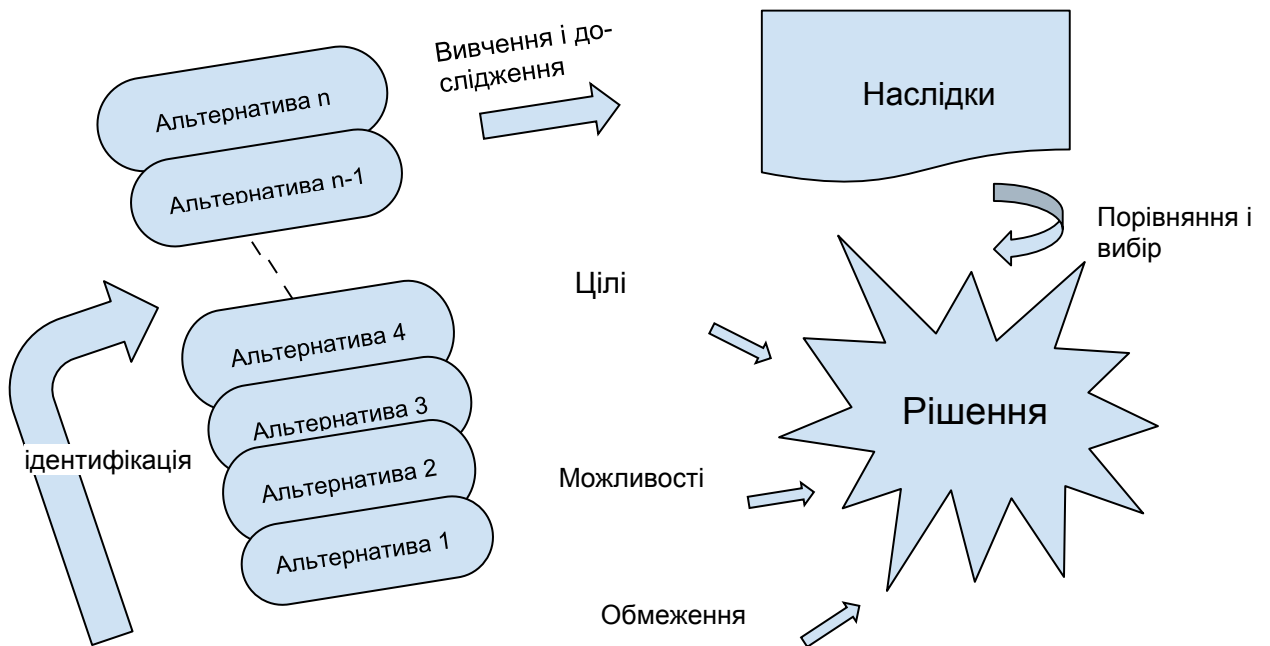 Вивчення і до-
слідження
Наслідки
Альтернатива n
Альтернатива n-1
Порівняння і
вибір
Цілі
Альтернатива 4
Альтернатива 3
Рішення
ідентифікація
Альтернатива 2
Можливості
Альтернатива 1
Обмеження